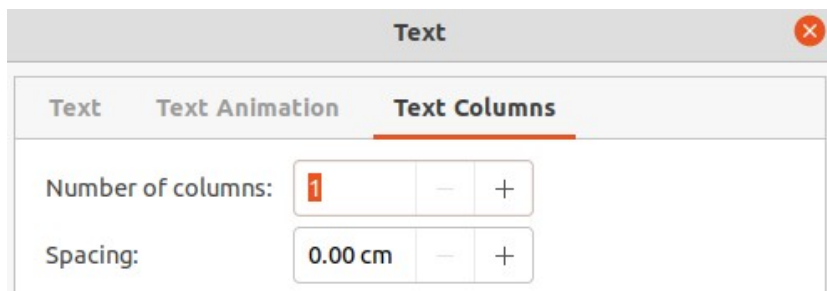 Text
Text Text Animation Text Columns
Number of columns: 1
Spacing: 0.00 cm